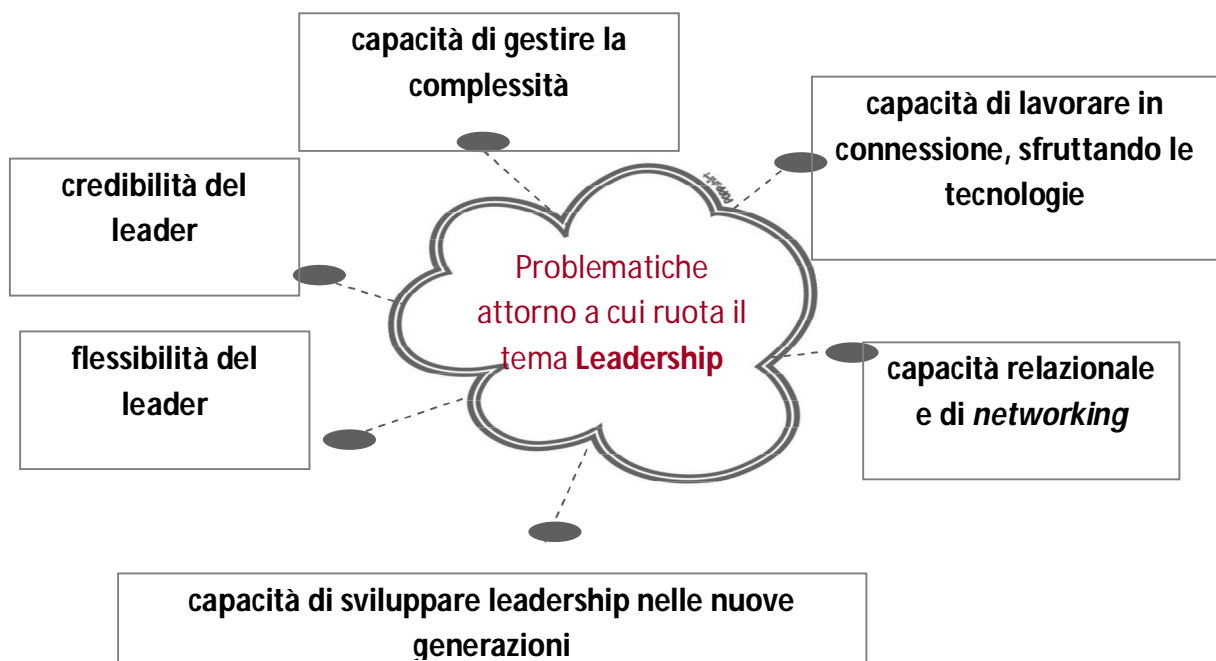 capacità di gestire la
complessità
capacità di lavorare in
connessione, sfruttando le
tecnologie
credibilità del
leader
Problematiche
attorno a cui ruota il
tema Leadership
flessibilità del
leader
capacità relazionale
e di networking
capacità di sviluppare leadership nelle nuove
generazioni